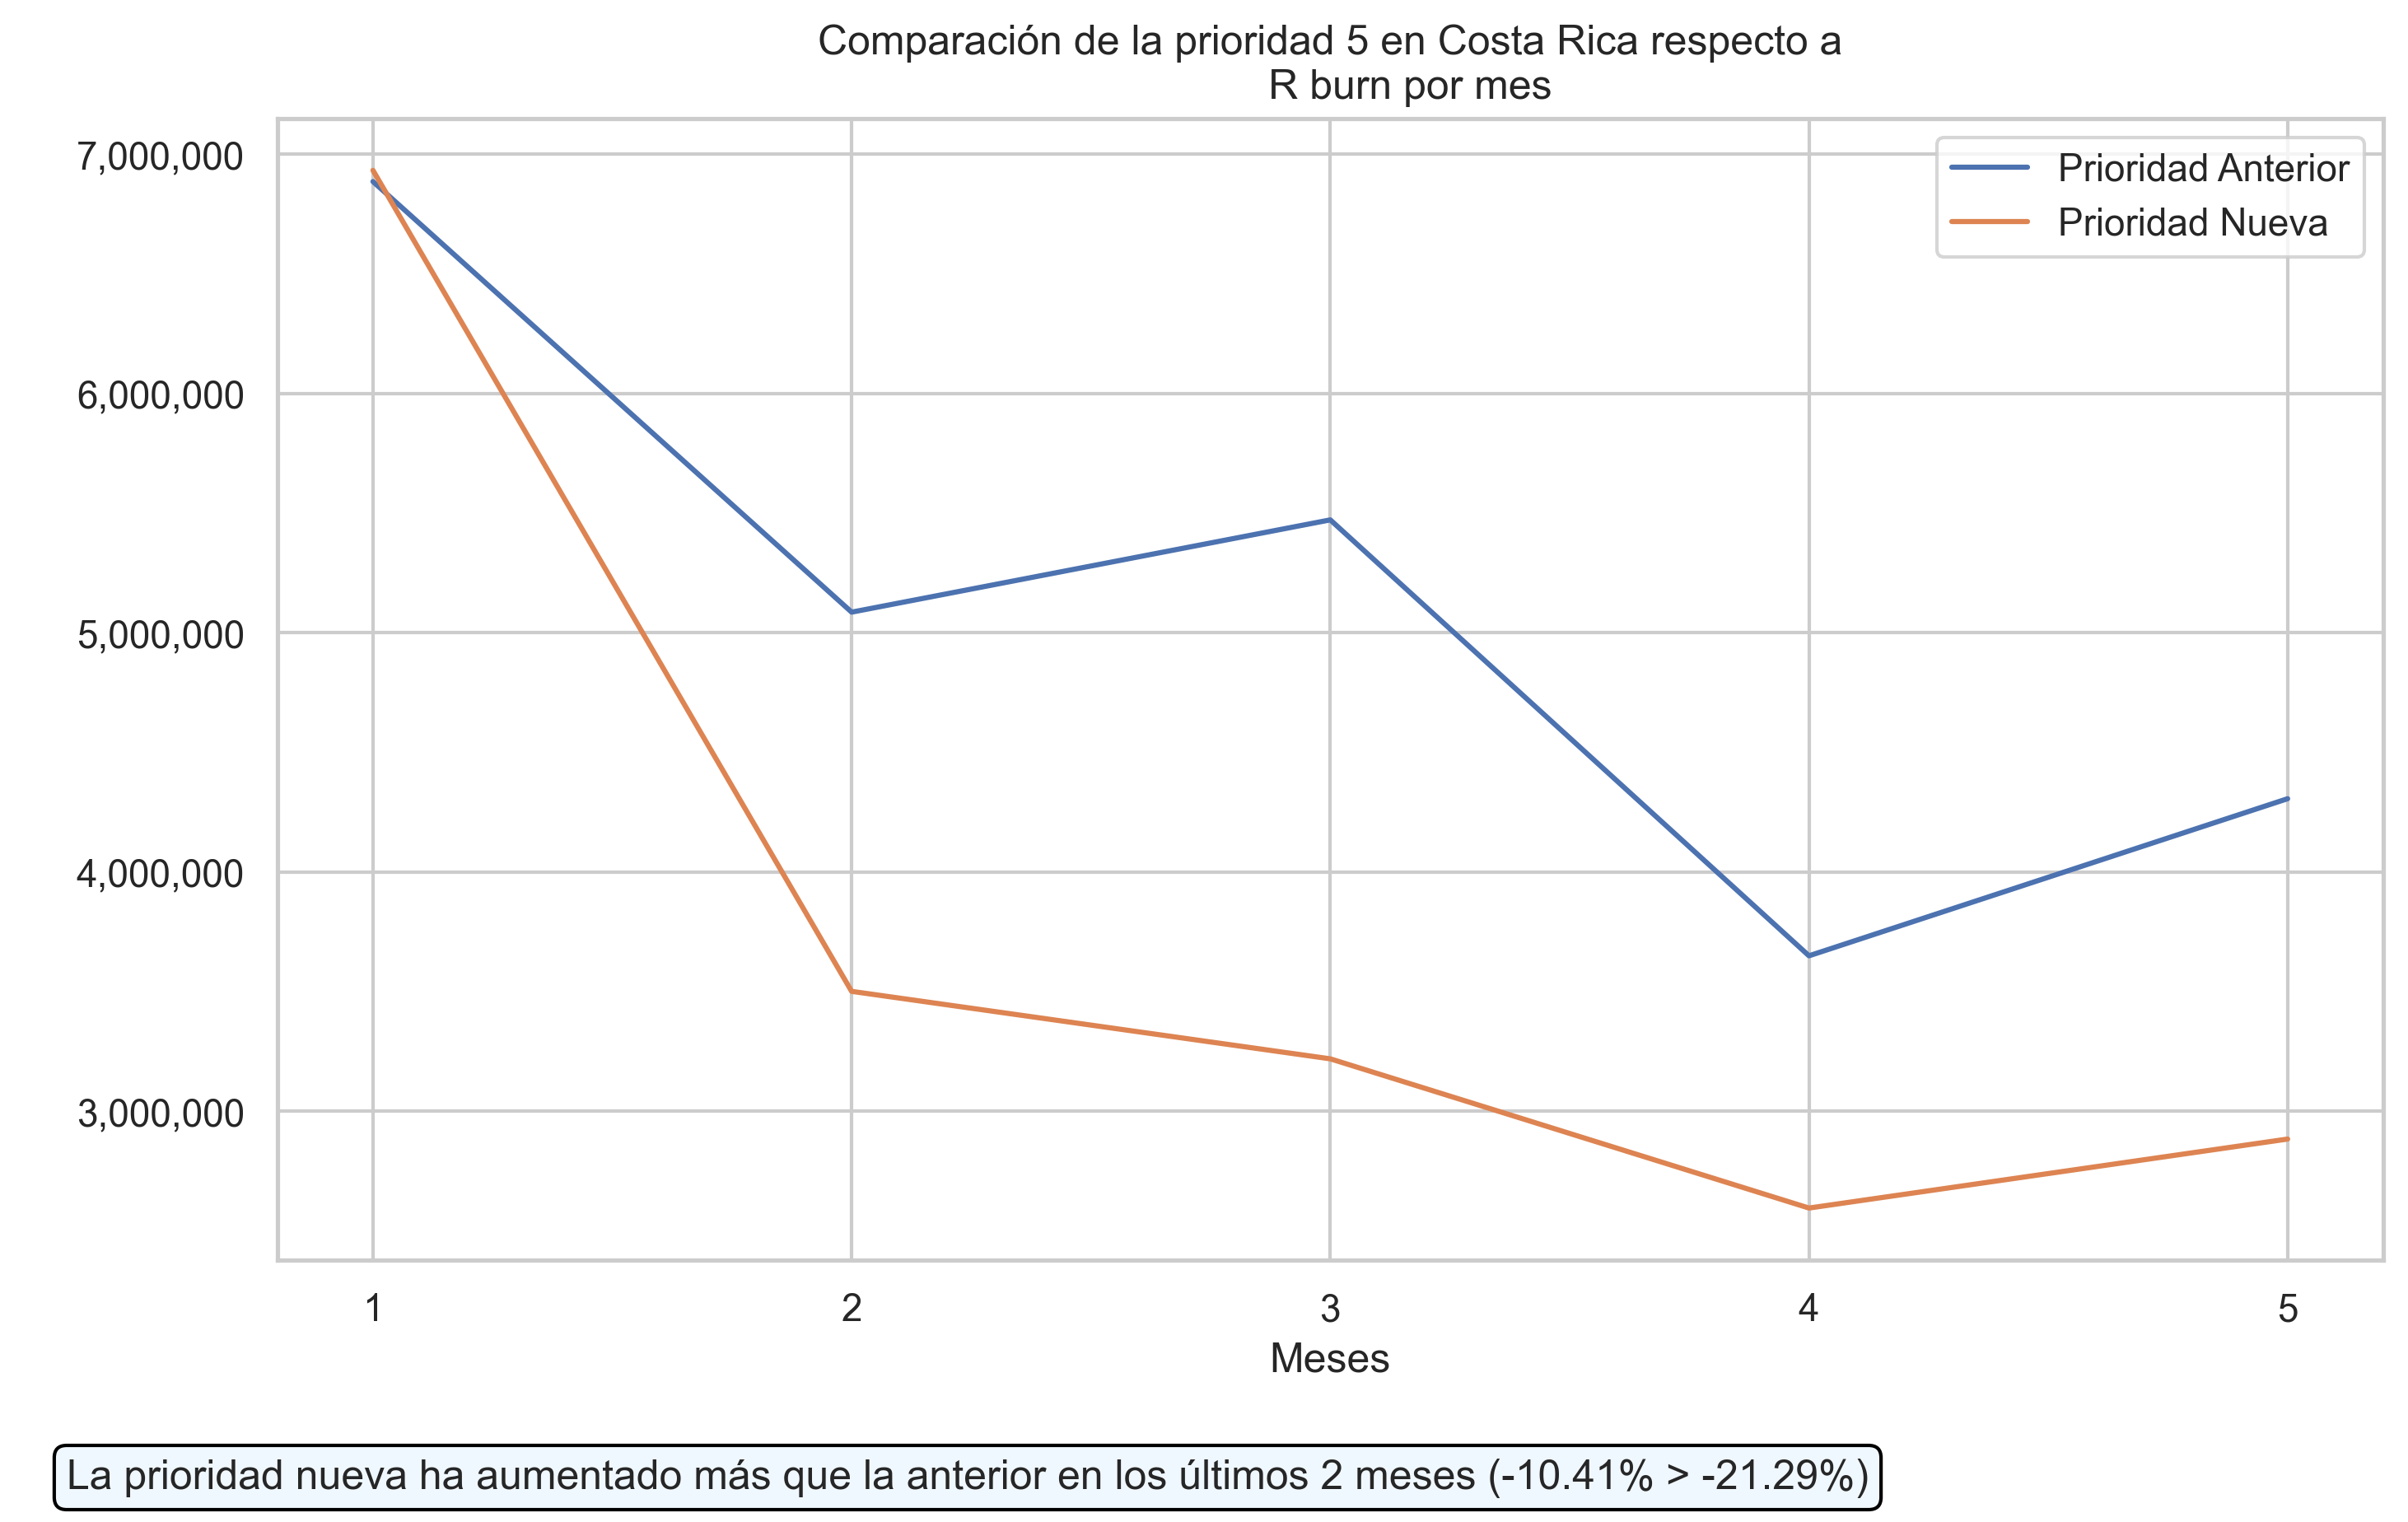 Comparación de la prioridad 5 en Costa Rica respecto a
R burn por mes
7,000,000
6,000,000
5,000,000
4,000,000
3,000,000
Prioridad Anterior
Prioridad Nueva
1 2 3 4 5
Meses
La prioridad nueva ha aumentado más que la anterior en los últimos 2 meses (-10.41% > -21.29%)